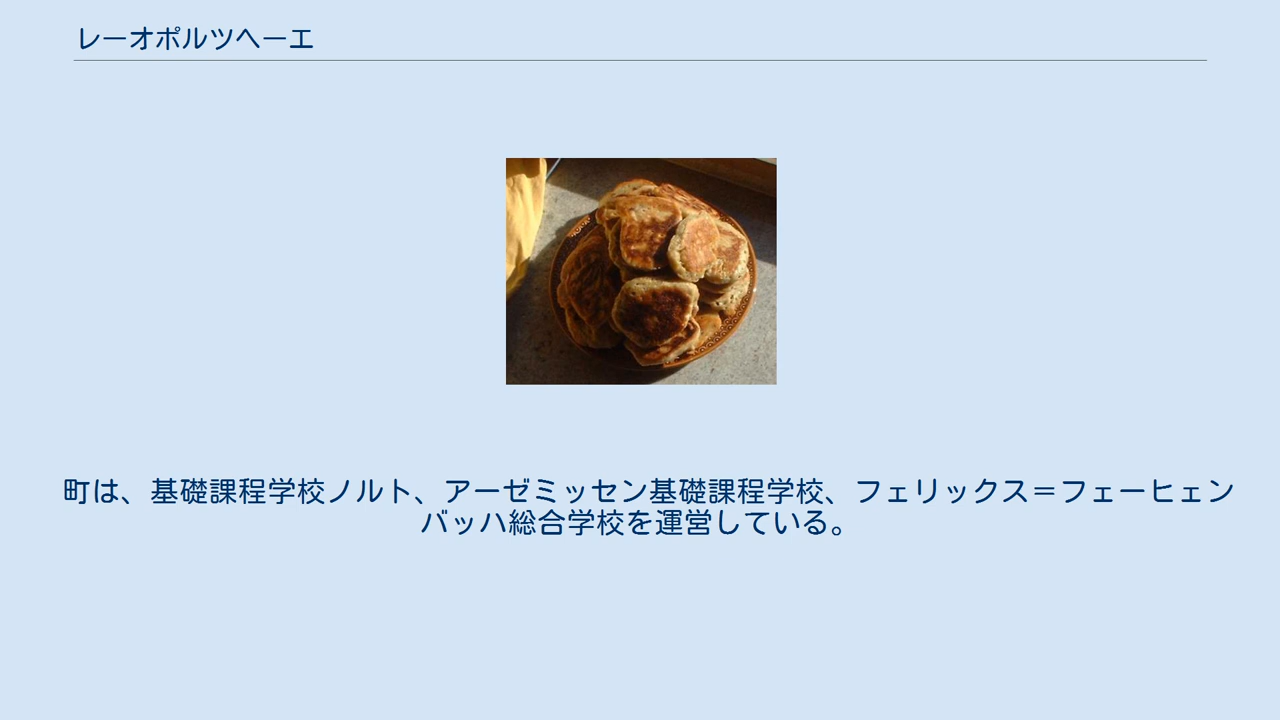 レーオポルツヘーエ
町は、基礎課程学校ノルト、アーゼミッセン基礎課程学校、フェリックス＝フェーヒェン
バッハ総合学校を運営している。